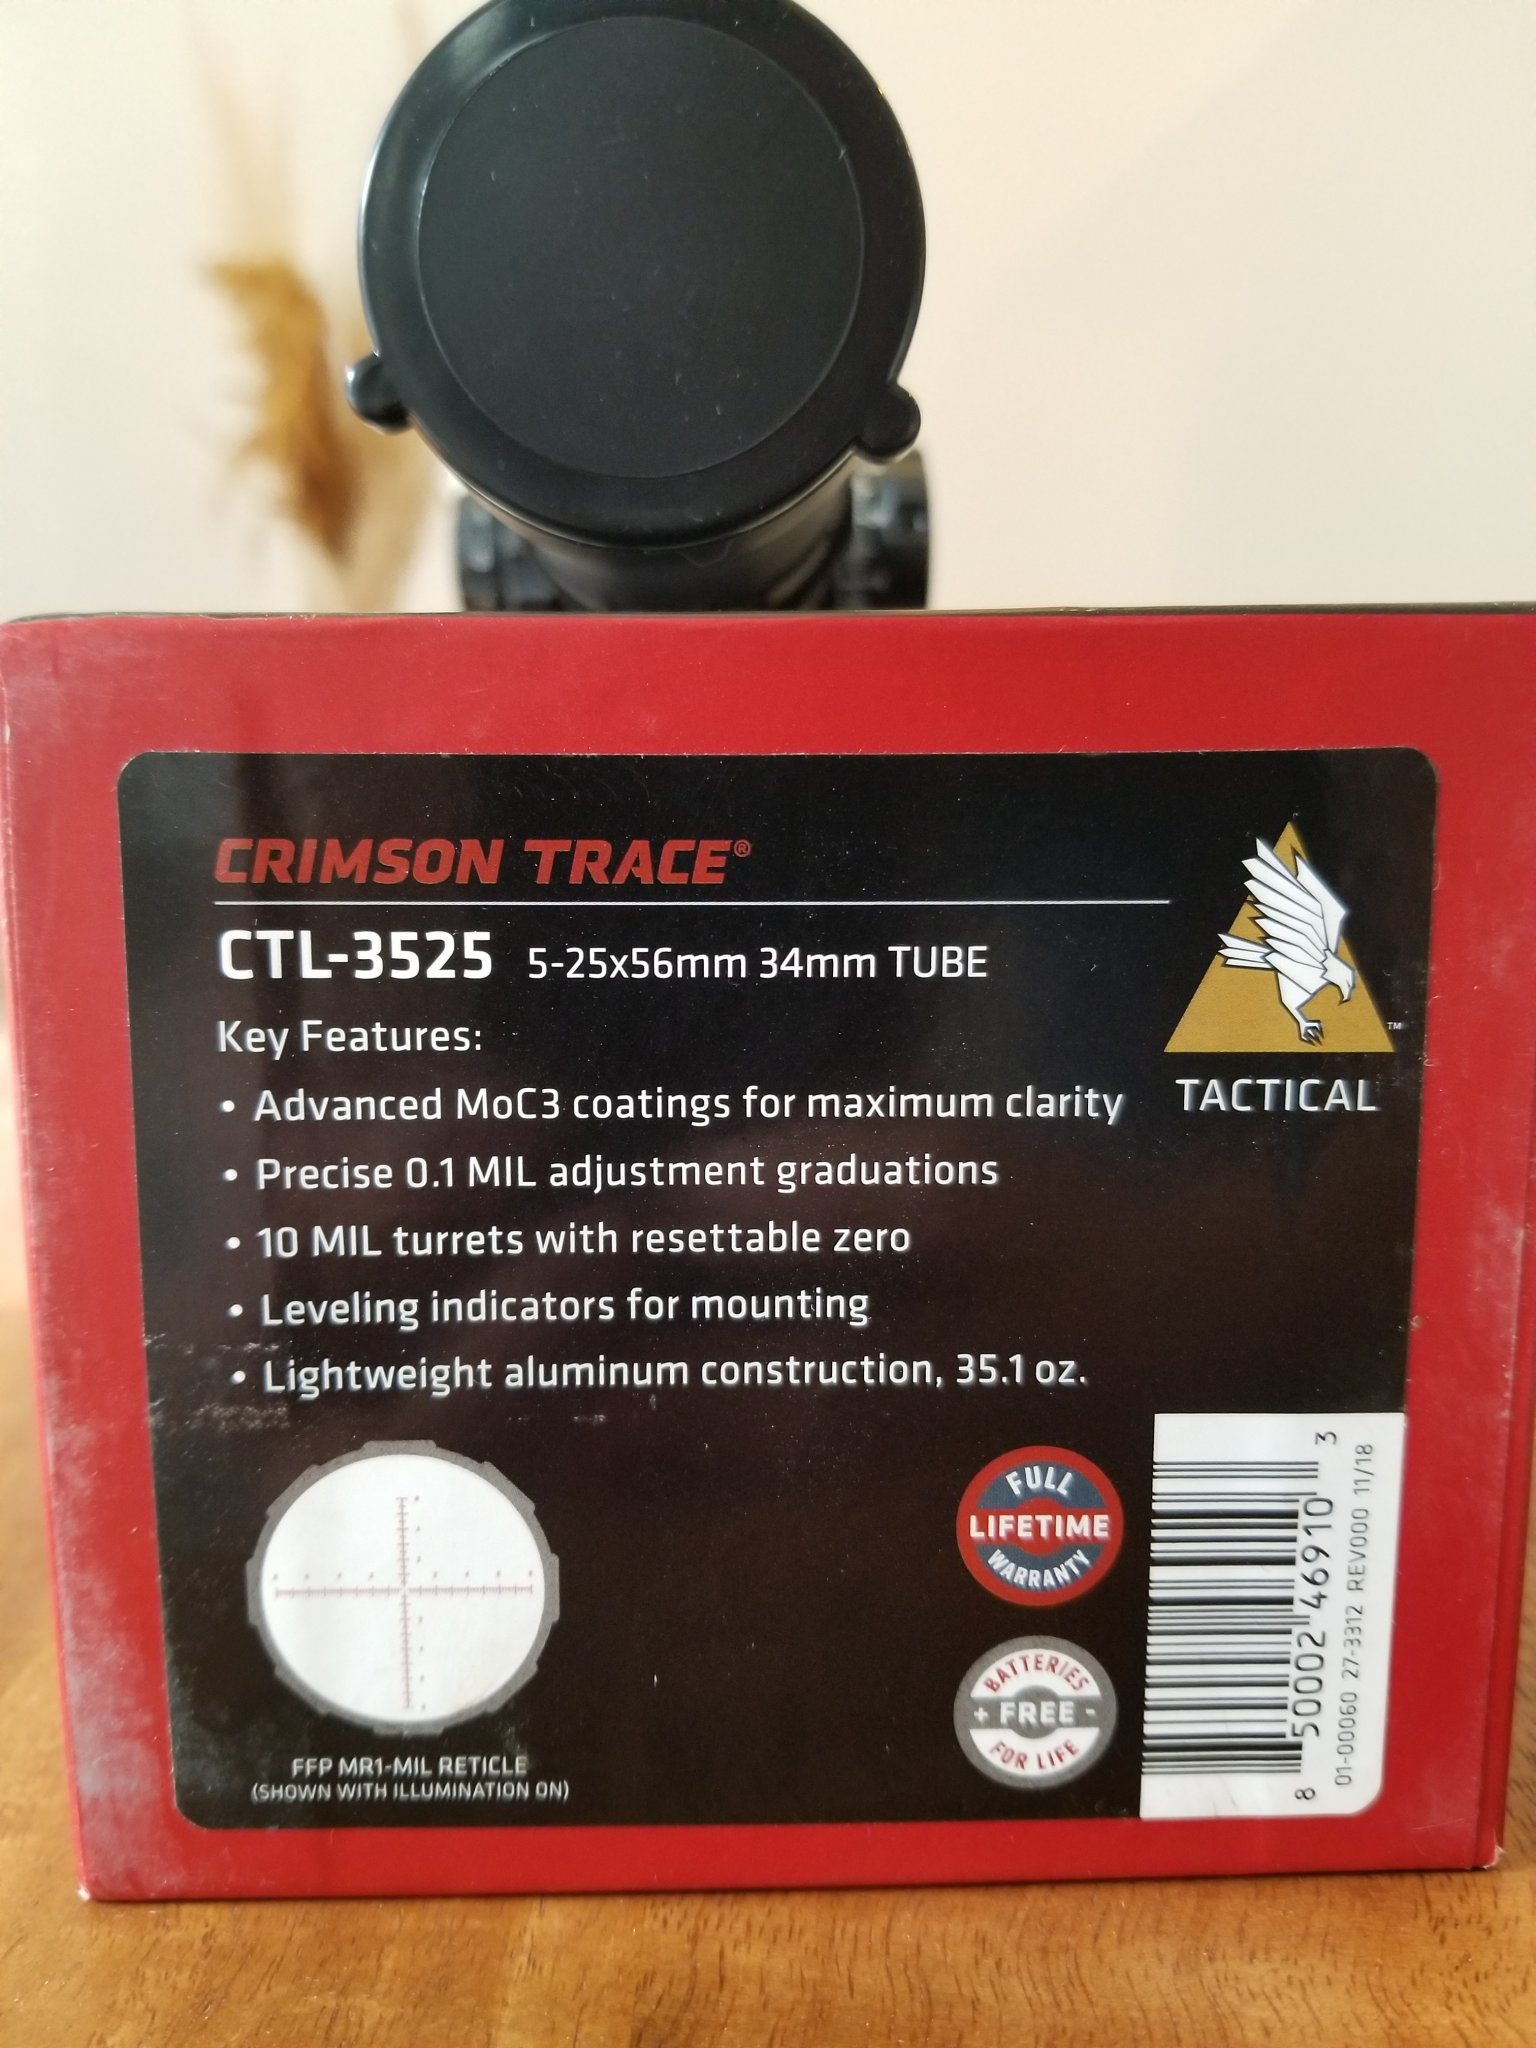 CRIMSON TRACE®
CTL-3525 5-25x56mm 34mm TUBE
Key Features:
• Advanced MoC3 coatings for maximum clarity
• Precise 0.1 MIL adjustment graduations
• 10 MIL turrets with resettable zero
• Leveling indicators for mounting
• Lightweight aluminum construction, 35.1 oz.
™
TACTICAL
FFP MR1-MIL RETICLE
(SHOWN WITH ILLUMINATION ON)
FULL
LIFETIME
WARRANTY
BATTERIES
+ FREE -
FOR LIFE
8 50002 46910 3
01-00060 27-3312 REV000 11/18